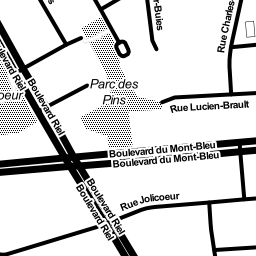 r-Buies
Rue Charles-
levard Riel
Boulevard Riel
Parc des
Pins
oeur
Rue Lucien-Brault
Boulevard du Mont-Bleu
Boulevard du Mont-Bleu
Boulevard Riel
Boulevard Riel
Rue Jolicoeur